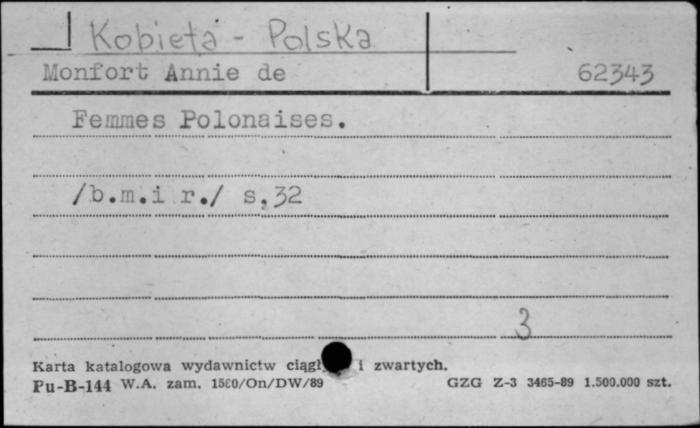 Kobieta - Polska
Monfort Annie de 62343
Femmes Polonaises.
/b.m.i r./ s,32
3
Karta katalogowa wydawnictw ciągł i zwartych.
Pu-B-144 W.A. zam. 1560/On/DW/89 GZG Z-3 3465-89 1.500.000 szt.